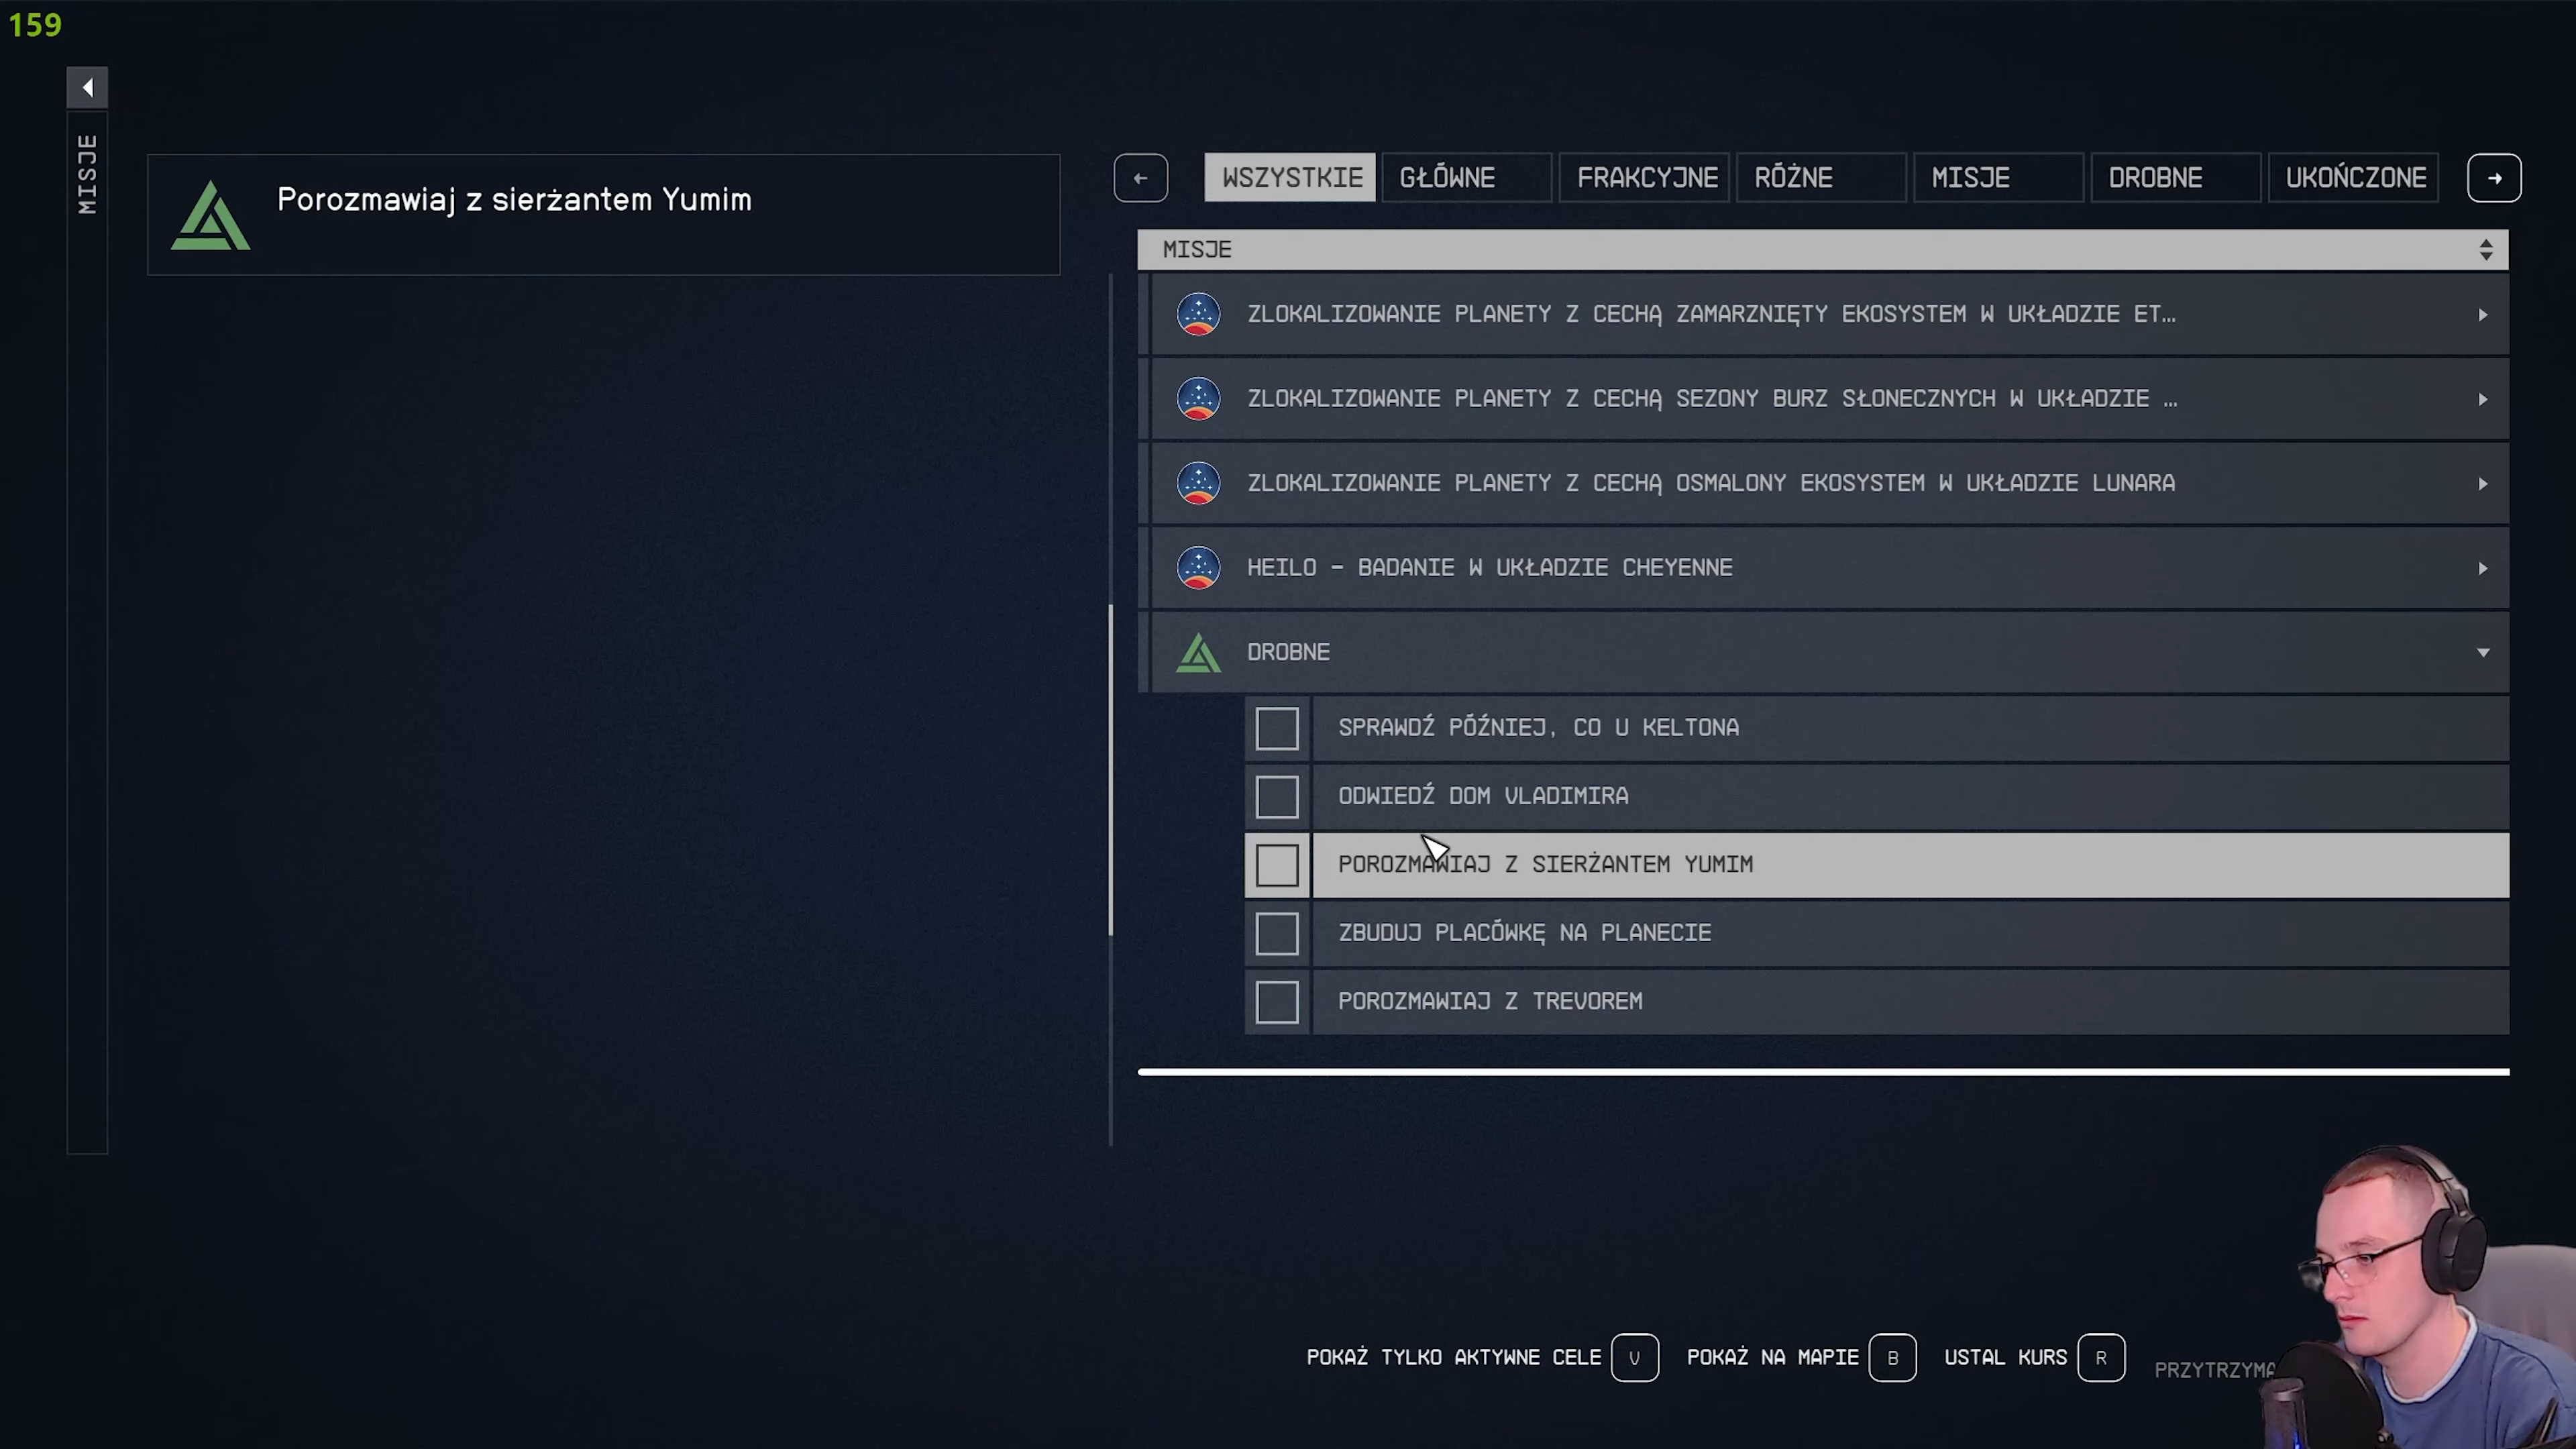 159
MISJE
Porozmawiaj z sierżantem Yumim
WSZYSTKIE GŁÓWNE FRAKCYJNE RÓŻNE MISJE DROBNE UKOŃCZONE
MISJE
ZLOKALIZOWANIE PLANETY Z CECHĄ ZAMARZNIĘTY EKOSYSTEM W UKŁADZIE ET...
ZLOKALIZOWANIE PLANETY Z CECHĄ SEZONY BURZ SŁONECZNYCH W UKŁADZIE ...
ZLOKALIZOWANIE PLANETY Z CECHĄ OSMALONY EKOSYSTEM W UKŁADZIE LUNARA
HEILO – BADANIE W UKŁADZIE CHEYENNE
DROBNE
SPRAWDŹ PÓŹNIEJ, CO U KELTONA
ODWIEDŹ DOM VLADIMIRA
POROZMAWIAJ Z SIERŻANTEM YUMIM
ZBUDUJ PLACÓWKĘ NA PLANECIE
POROZMAWIAJ Z TREVOREM
POKAŻ TYLKO AKTYWNE CELE V POKAŻ NA MAPIE B USTAL KURS R PRZYTRZYMA